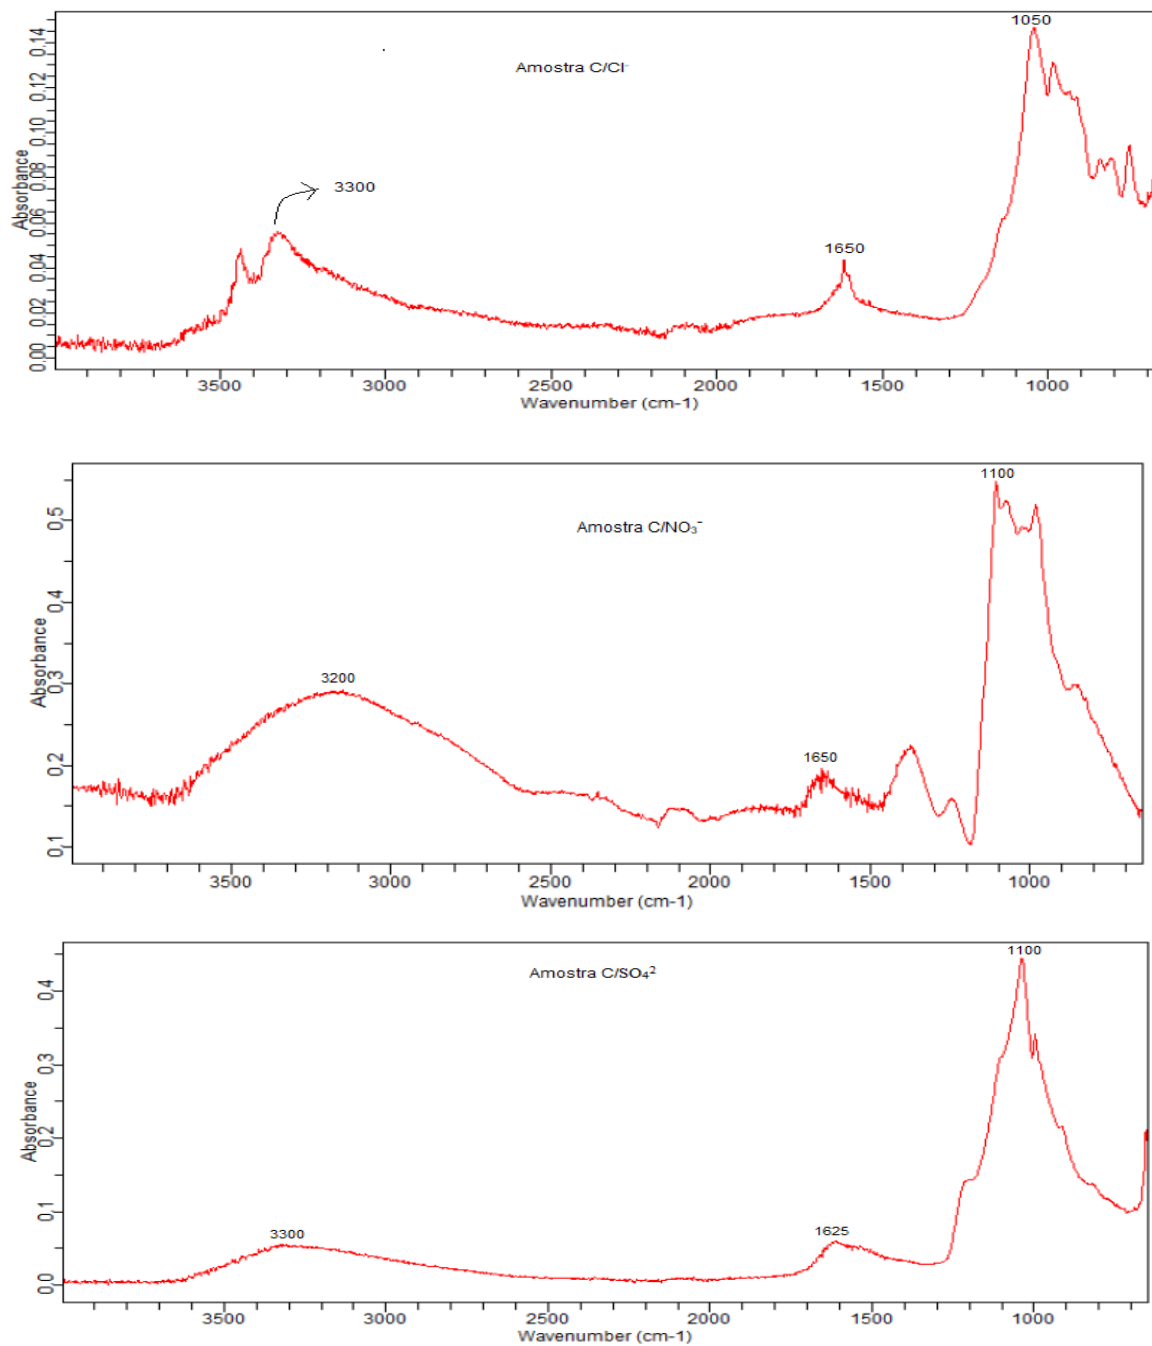 1050
Amostra C/Cl-
3300
1650
0,14
0,12
0,10
0,08
0,06
0,04
0,02
0,00
Absorbance
3500 3000 2500 2000 1500 1000
Wavenumber (cm-1)
1100
Amostra C/NO₃⁻
3200
1650
0,5
0,4
0,3
0,2
0,1
Absorbance
3500 3000 2500 2000 1500 1000
Wavenumber (cm-1)
1100
Amostra C/SO₄²
3300
1625
0,4
0,3
0,2
0,1
0,0
Absorbance
3500 3000 2500 2000 1500 1000
Wavenumber (cm-1)